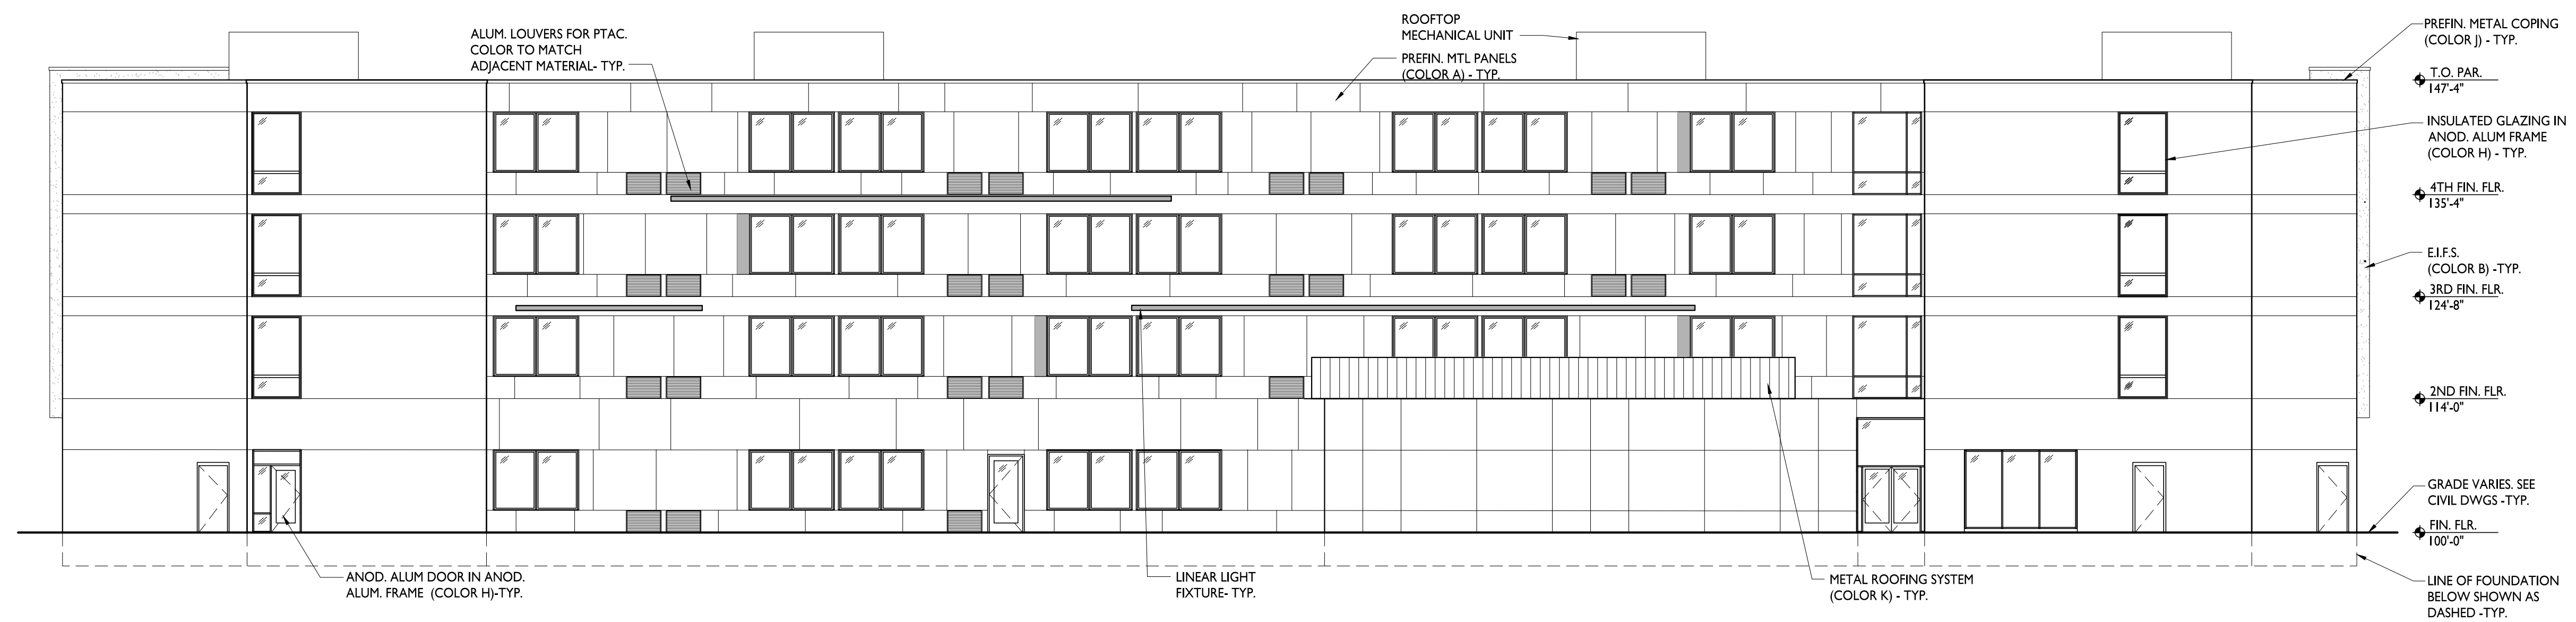 ALUM. LOUVERS FOR PTAC.
COLOR TO MATCH
ADJACENT MATERIAL- TYP.
ROOFTOP
MECHANICAL UNIT
PREFIN. MTL PANELS
(COLOR A) - TYP.
PREFIN. METAL COPING
(COLOR J) - TYP.
T.O. PAR.
147'-4"
INSULATED GLAZING IN
ANOD. ALUM FRAME
(COLOR H) - TYP.
4TH FIN. FLR.
135'-4"
E.I.F.S.
(COLOR B) -TYP.
3RD FIN. FLR.
124'-8"
2ND FIN. FLR.
114'-0"
GRADE VARIES. SEE
CIVIL DWGS -TYP.
FIN. FLR.
100'-0"
ANOD. ALUM DOOR IN ANOD.
ALUM. FRAME (COLOR H)-TYP.
LINEAR LIGHT
FIXTURE- TYP.
METAL ROOFING SYSTEM
(COLOR K) - TYP.
LINE OF FOUNDATION
BELOW SHOWN AS
DASHED -TYP.